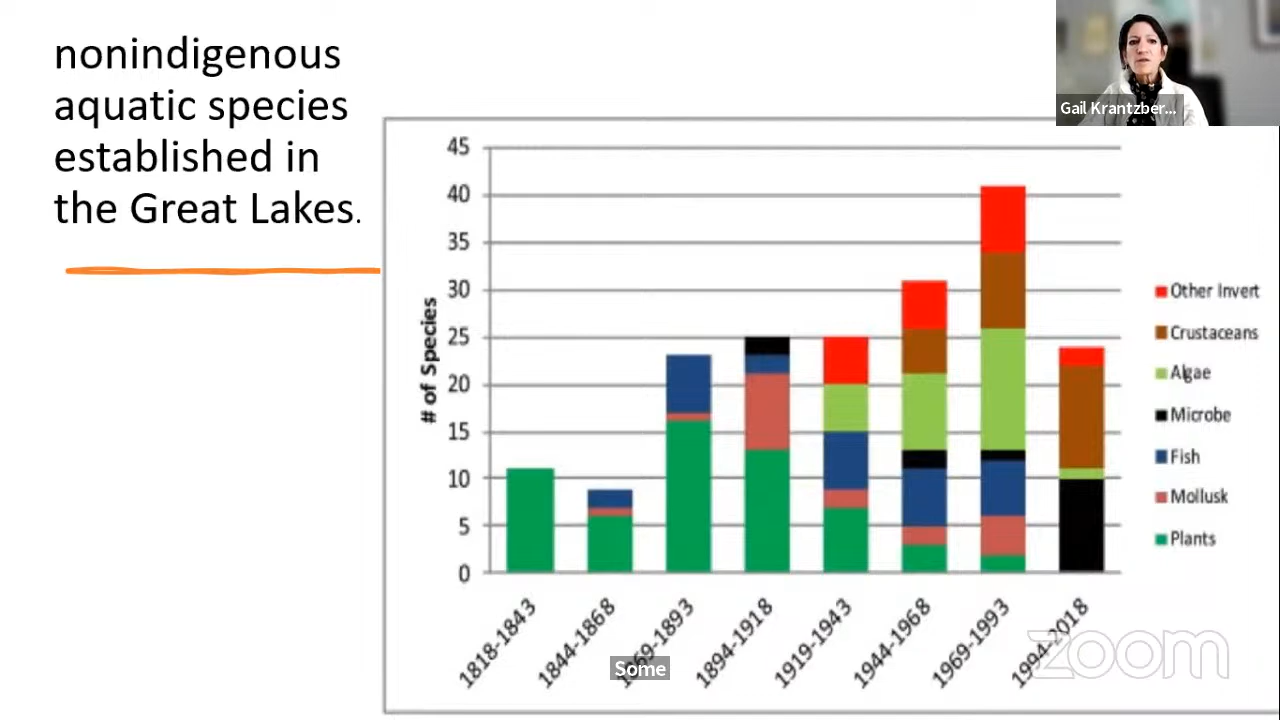 nonindigenous
aquatic species
established in
the Great Lakes.
Gail Krantzber...
45
40
35
30
25
20
15
10
5
0
# of Species
Other Invert
Crustaceans
Algae
Microbe
Fish
Mollusk
Plants
1818-1843
1844-1868
1869-1893
1894-1918
1919-1943
1944-1968
1969-1993
1994-2018
Some
zoom